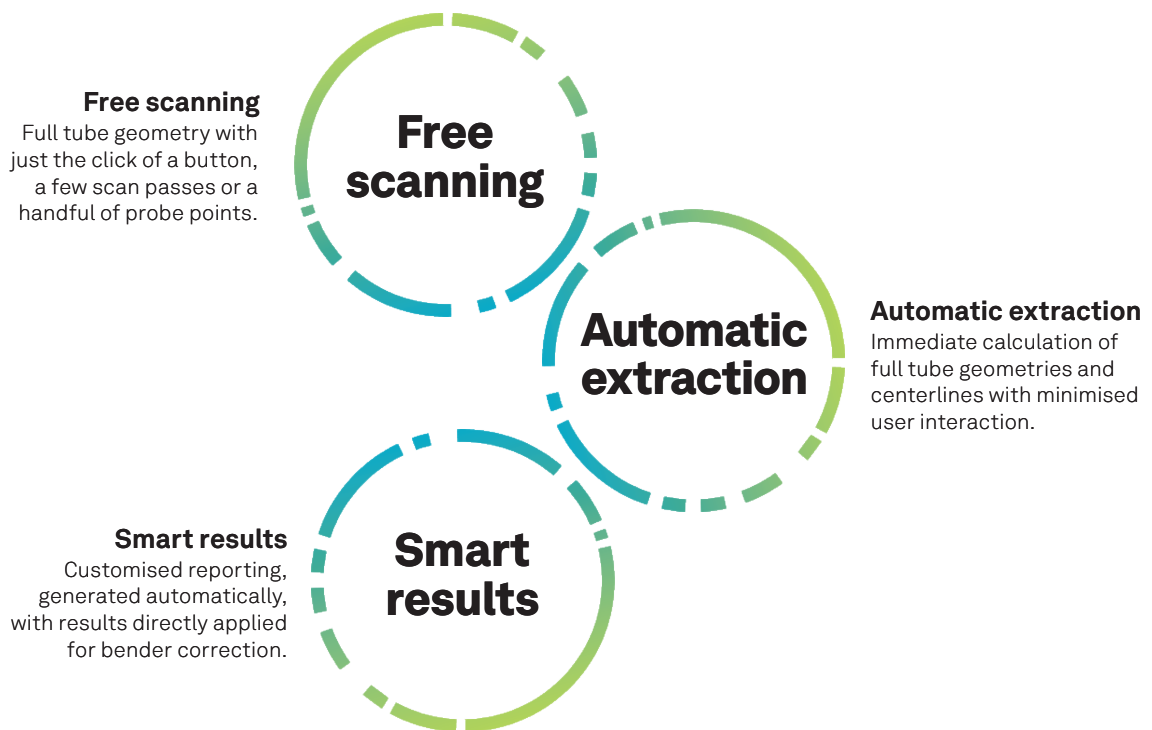 Free scanning
Full tube geometry with
just the click of a button,
a few scan passes or a
handful of probe points.
Free
scanning
Automatic
extraction
Automatic extraction
Immediate calculation of
full tube geometries and
centerlines with minimised
user interaction.
Smart results
Customised reporting,
generated automatically,
with results directly applied
for bender correction.
Smart
results